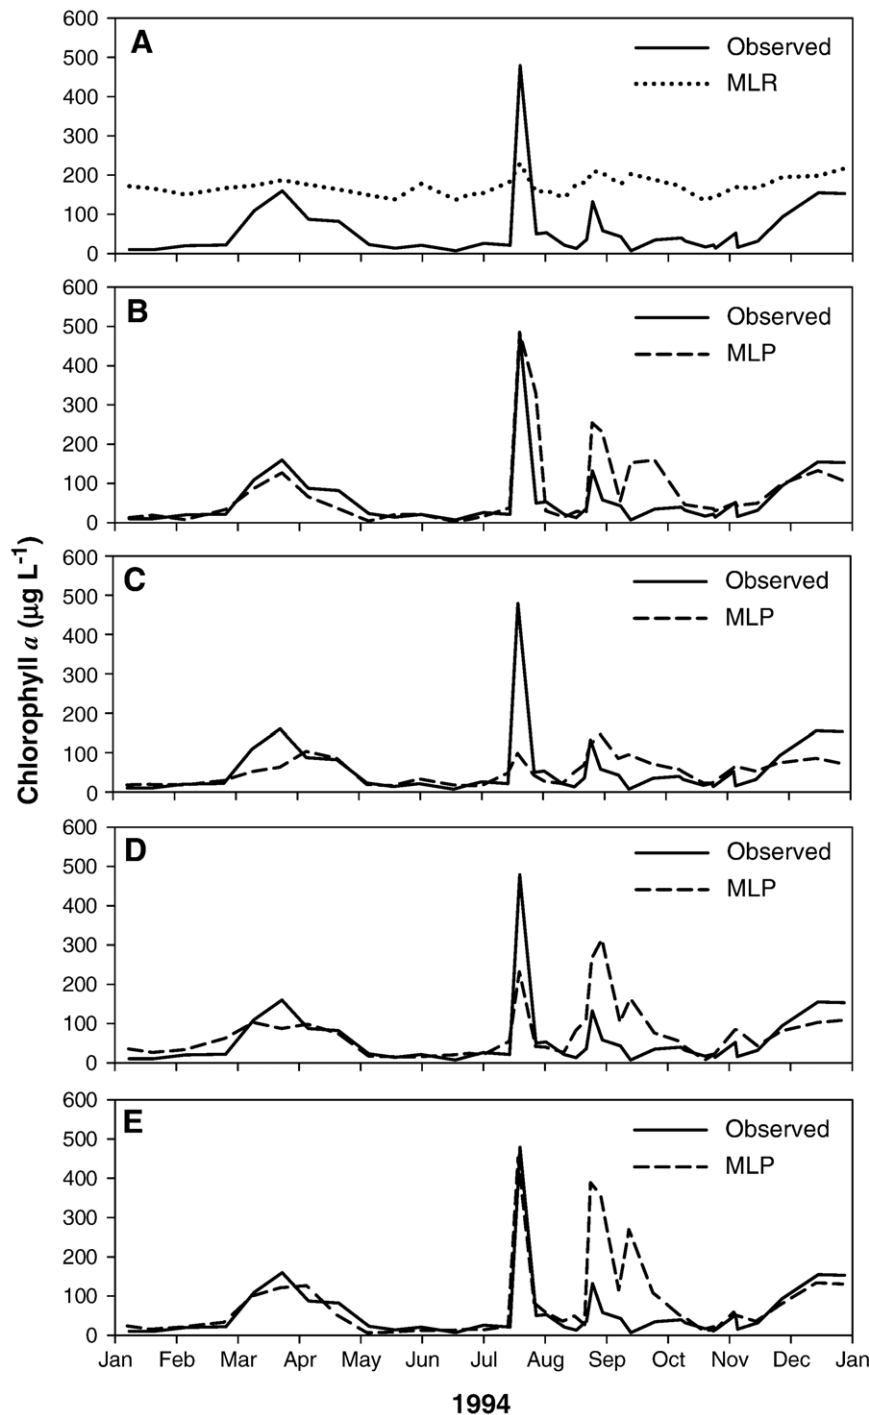 A
Observed
MLR
600
500
400
300
200
100
0
B
Observed
MLP
600
500
400
300
200
100
0
C
Observed
MLP
600
500
400
300
200
100
0
Chlorophyll a (µg L-1)
D
Observed
MLP
600
500
400
300
200
100
0
E
Observed
MLP
600
500
400
300
200
100
0
Jan Feb Mar Apr May Jun Jul Aug Sep Oct Nov Dec Jan
1994